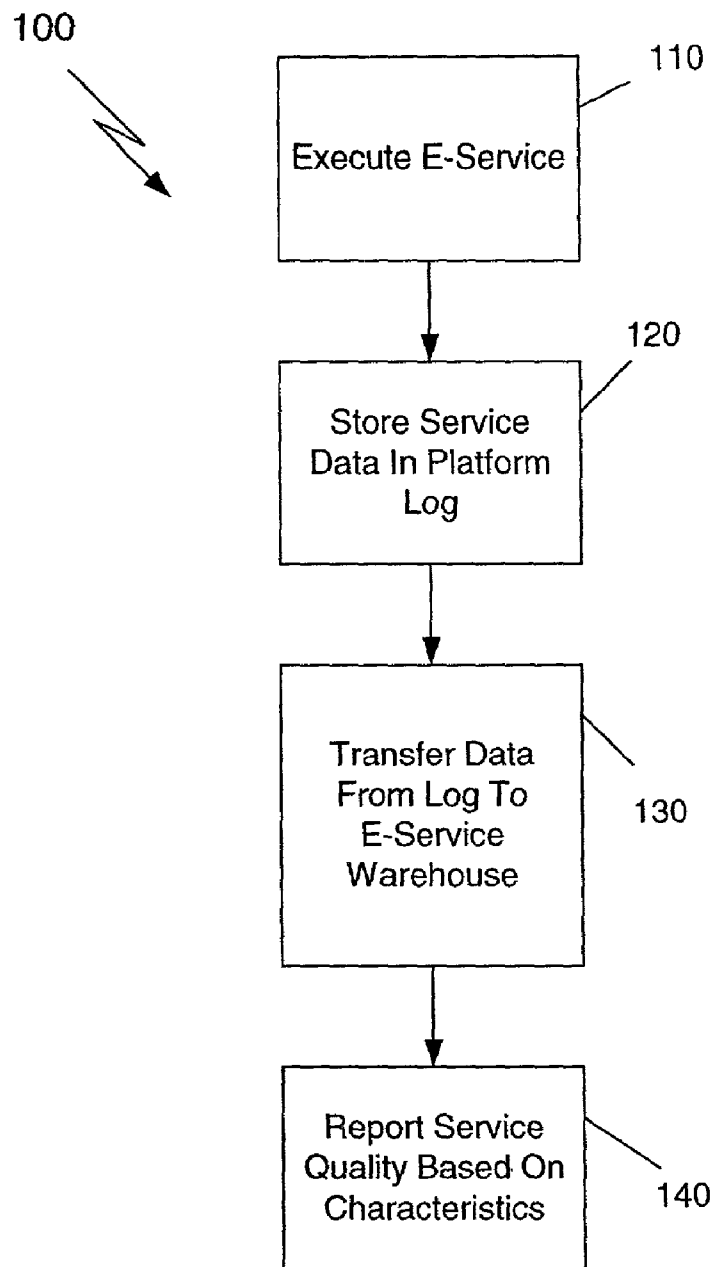 100
110
Execute E-Service
120
Store Service
Data In Platform
Log
Transfer Data
From Log To
E-Service
Warehouse
130
Report Service
Quality Based On
Characteristics
140